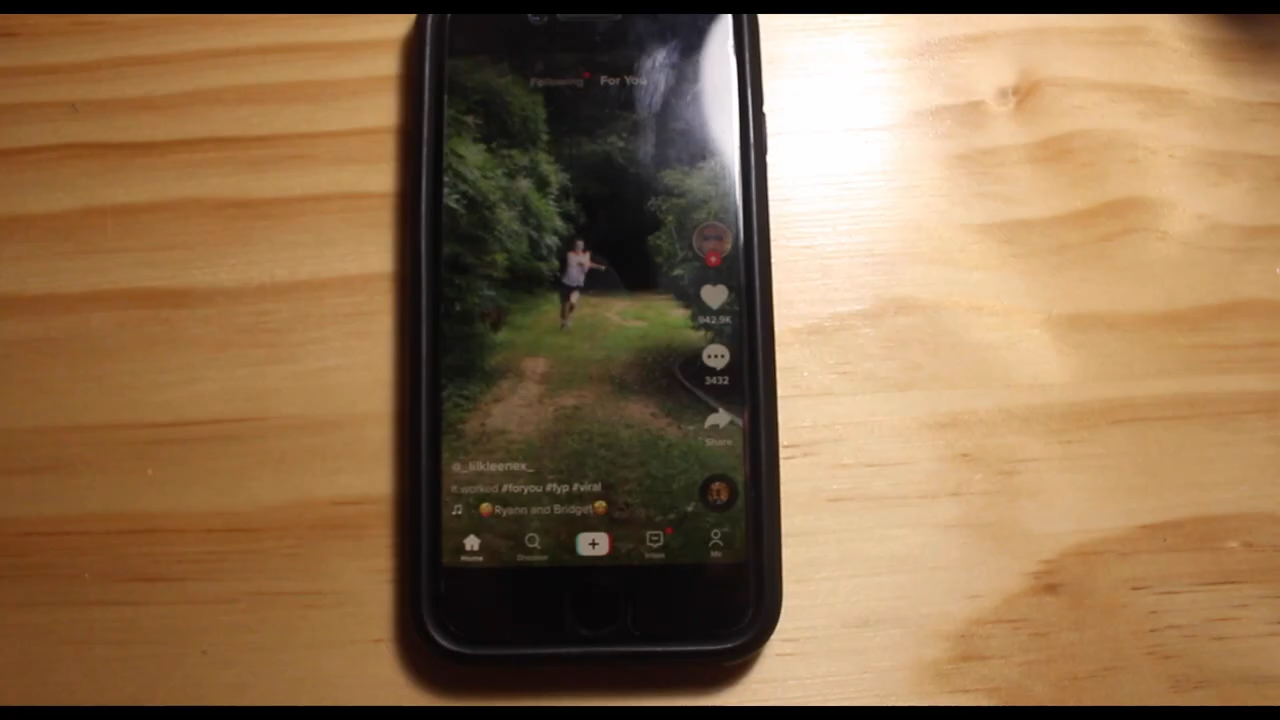 Following For You
942.9K
3432
Share
@_lilkleenex_
It worked #foryou #fyp #viral
Ryann and Bridget
Home Discover Inbox Me